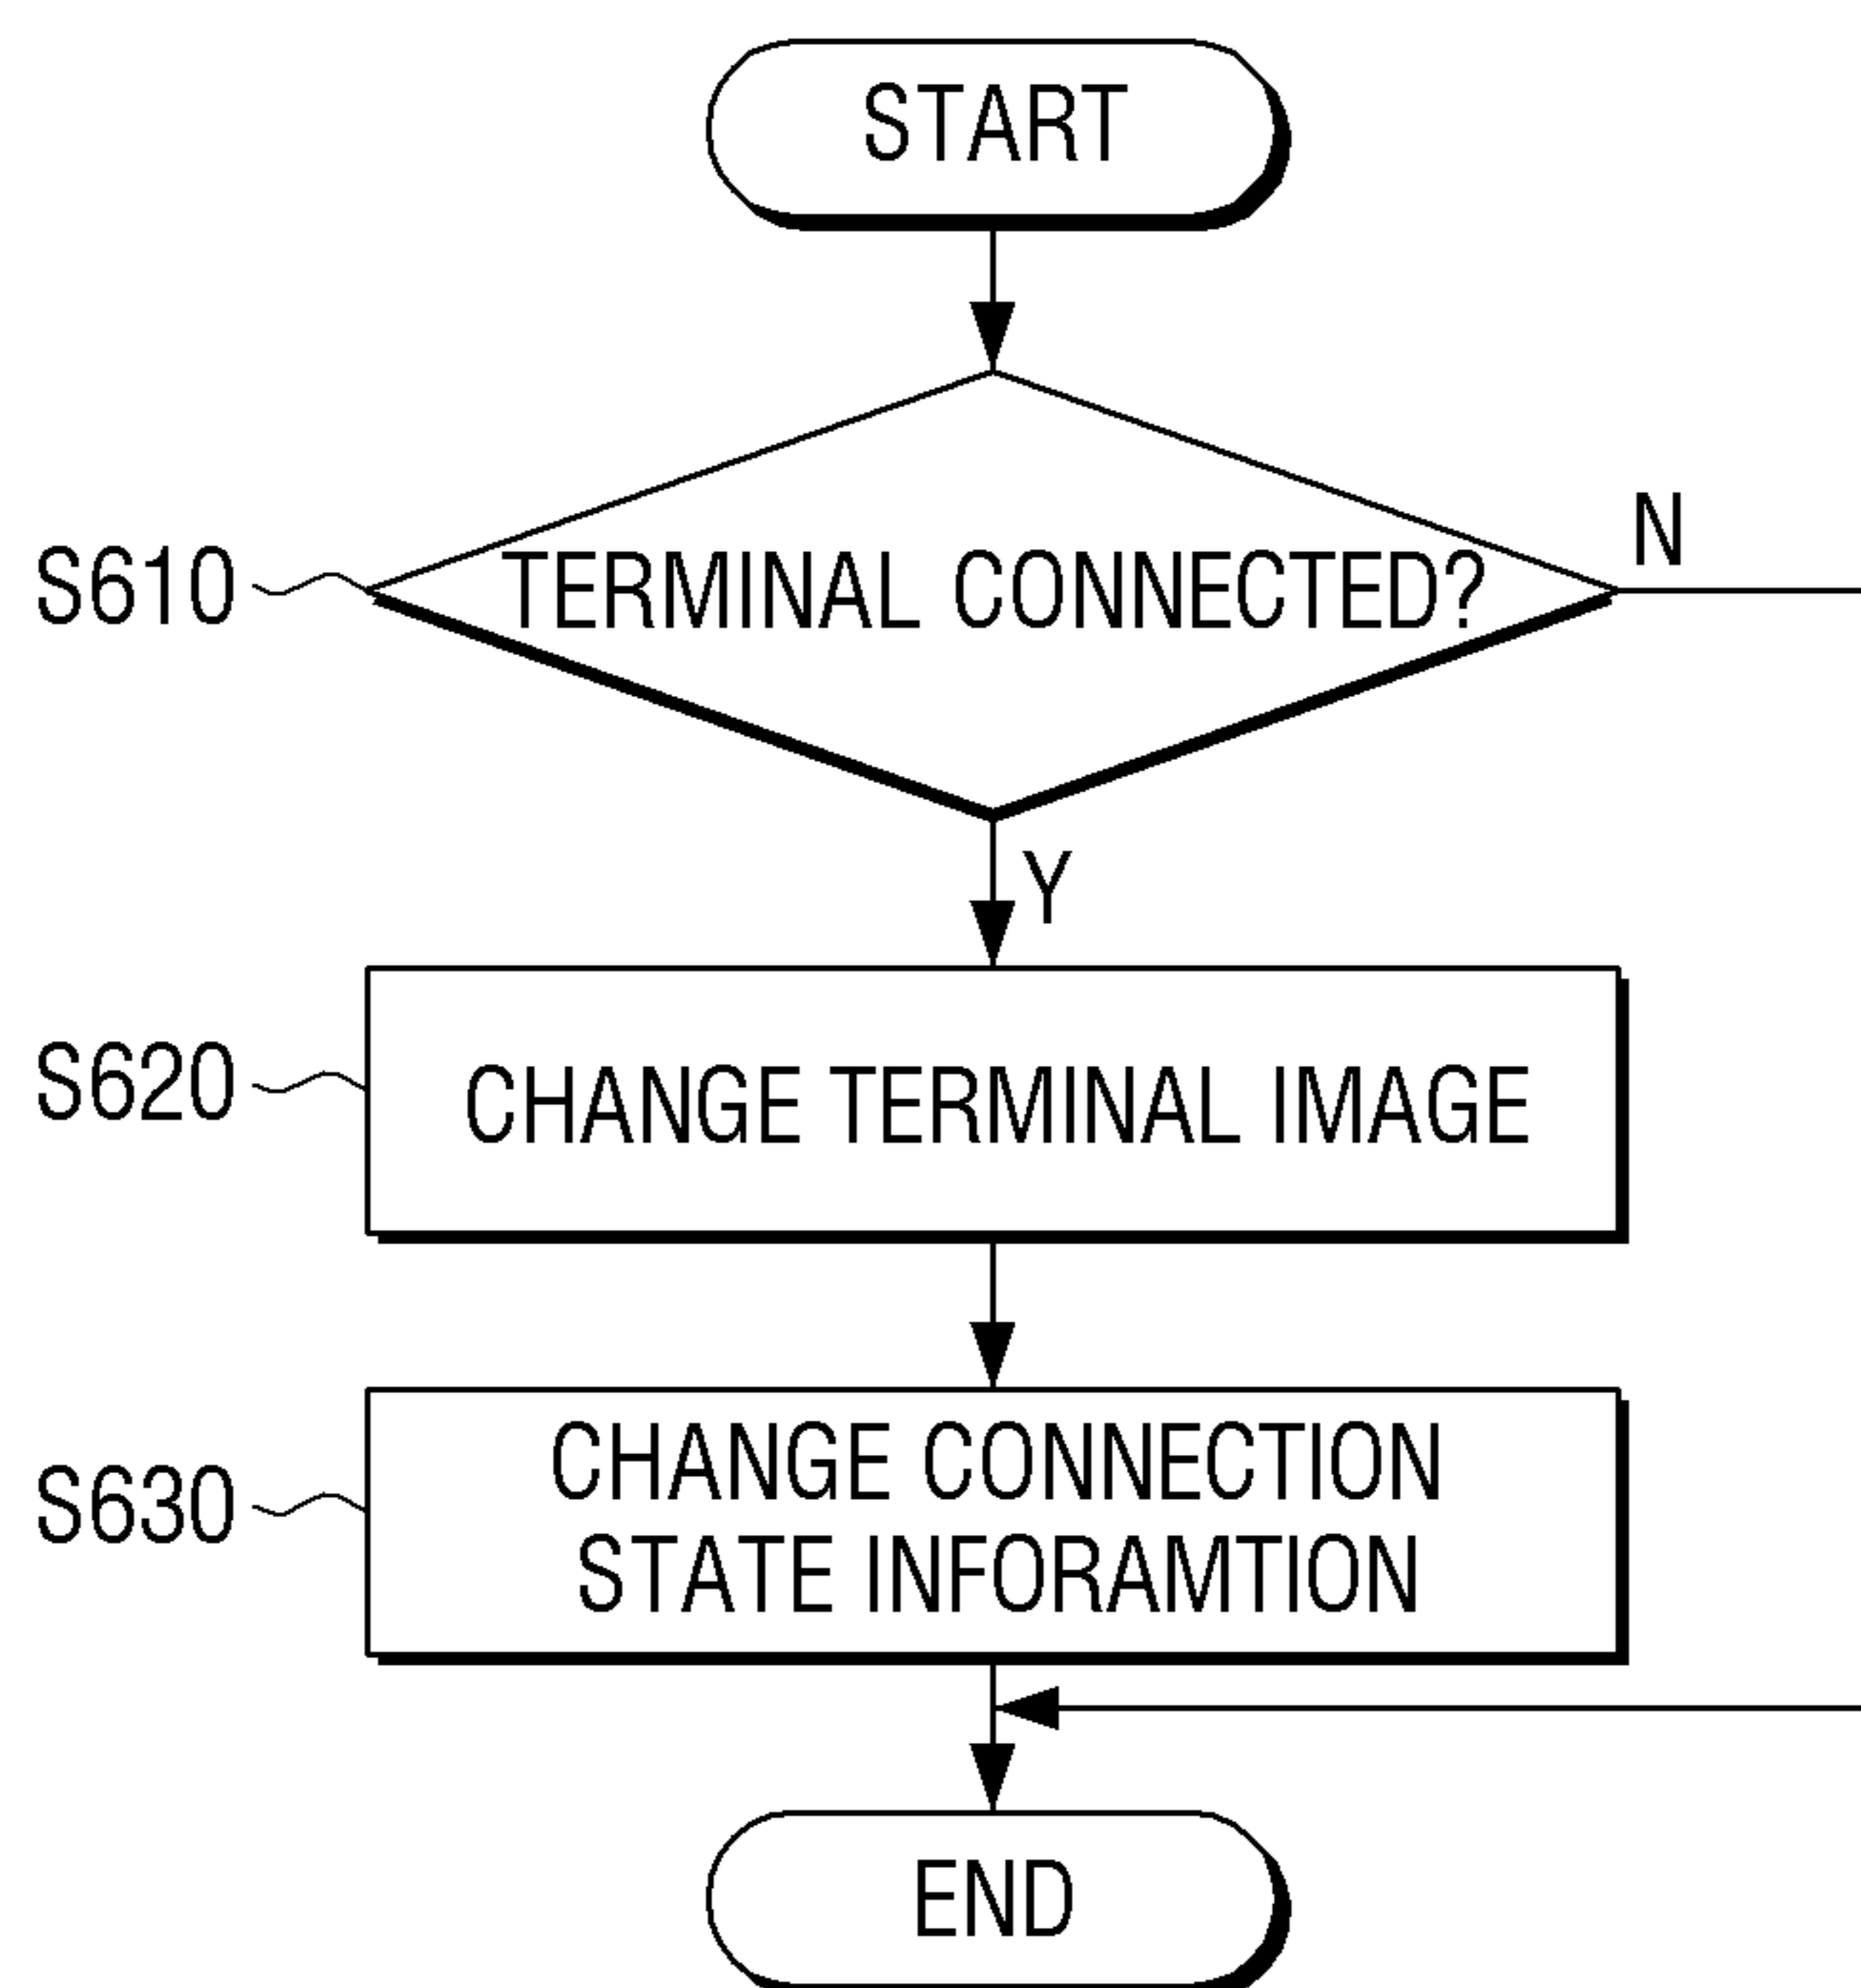 START
S610
TERMINAL CONNECTED?
N
Y
S620
CHANGE TERMINAL IMAGE
S630
CHANGE CONNECTION
STATE INFORAMTION
END